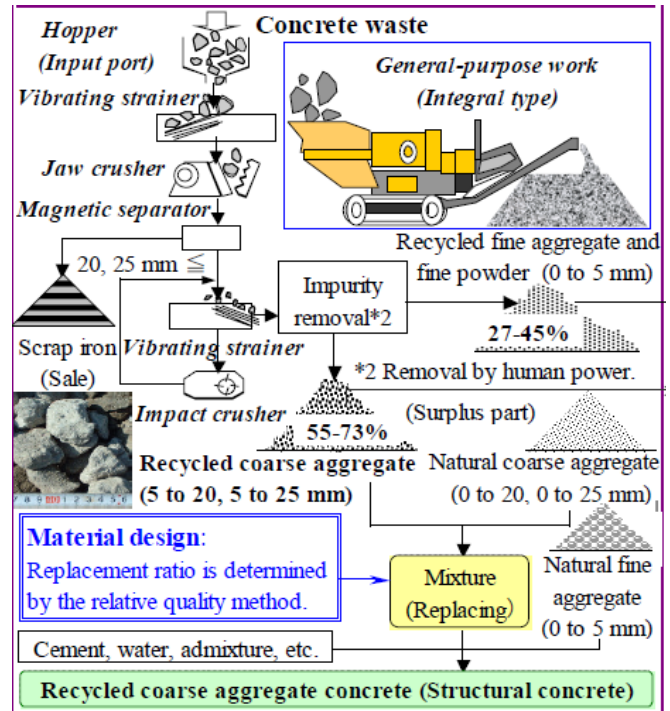 Hopper
(Input port)
Concrete waste
General-purpose work
(Integral type)
Vibrating strainer
Jaw crusher
Magnetic separator
20, 25 mm ≦
Scrap iron
(Sale)
Vibrating strainer
Impact crusher
Impurity
removal*2
Recycled fine aggregate and
fine powder (0 to 5 mm)
27-45%
*2 Removal by human power.
(Surplus part)
55-73%
Recycled coarse aggregate
(5 to 20, 5 to 25 mm)
Natural coarse aggregate
(0 to 20, 0 to 25 mm)
Material design:
Replacement ratio is determined
by the relative quality method.
Mixture
(Replacing)
Natural fine
aggregate
(0 to 5 mm)
Cement, water, admixture, etc.
Recycled coarse aggregate concrete (Structural concrete)